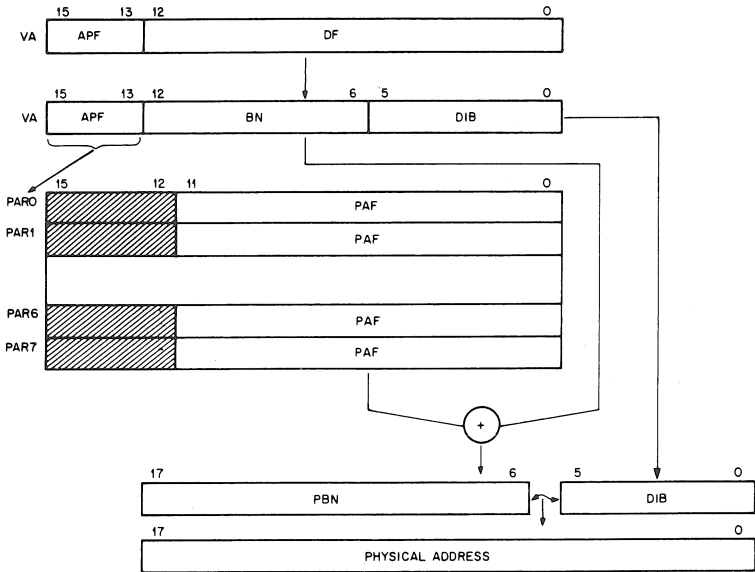 15 13 12 0
VA APF DF
15 13 12 6 5 0
VA APF BN DIB
15 12 11 0
PAR0 PAF
PAR1 PAF
PAR6 PAF
PAR7 PAF
+
17 6 5 0
PBN DIB
17 0
PHYSICAL ADDRESS